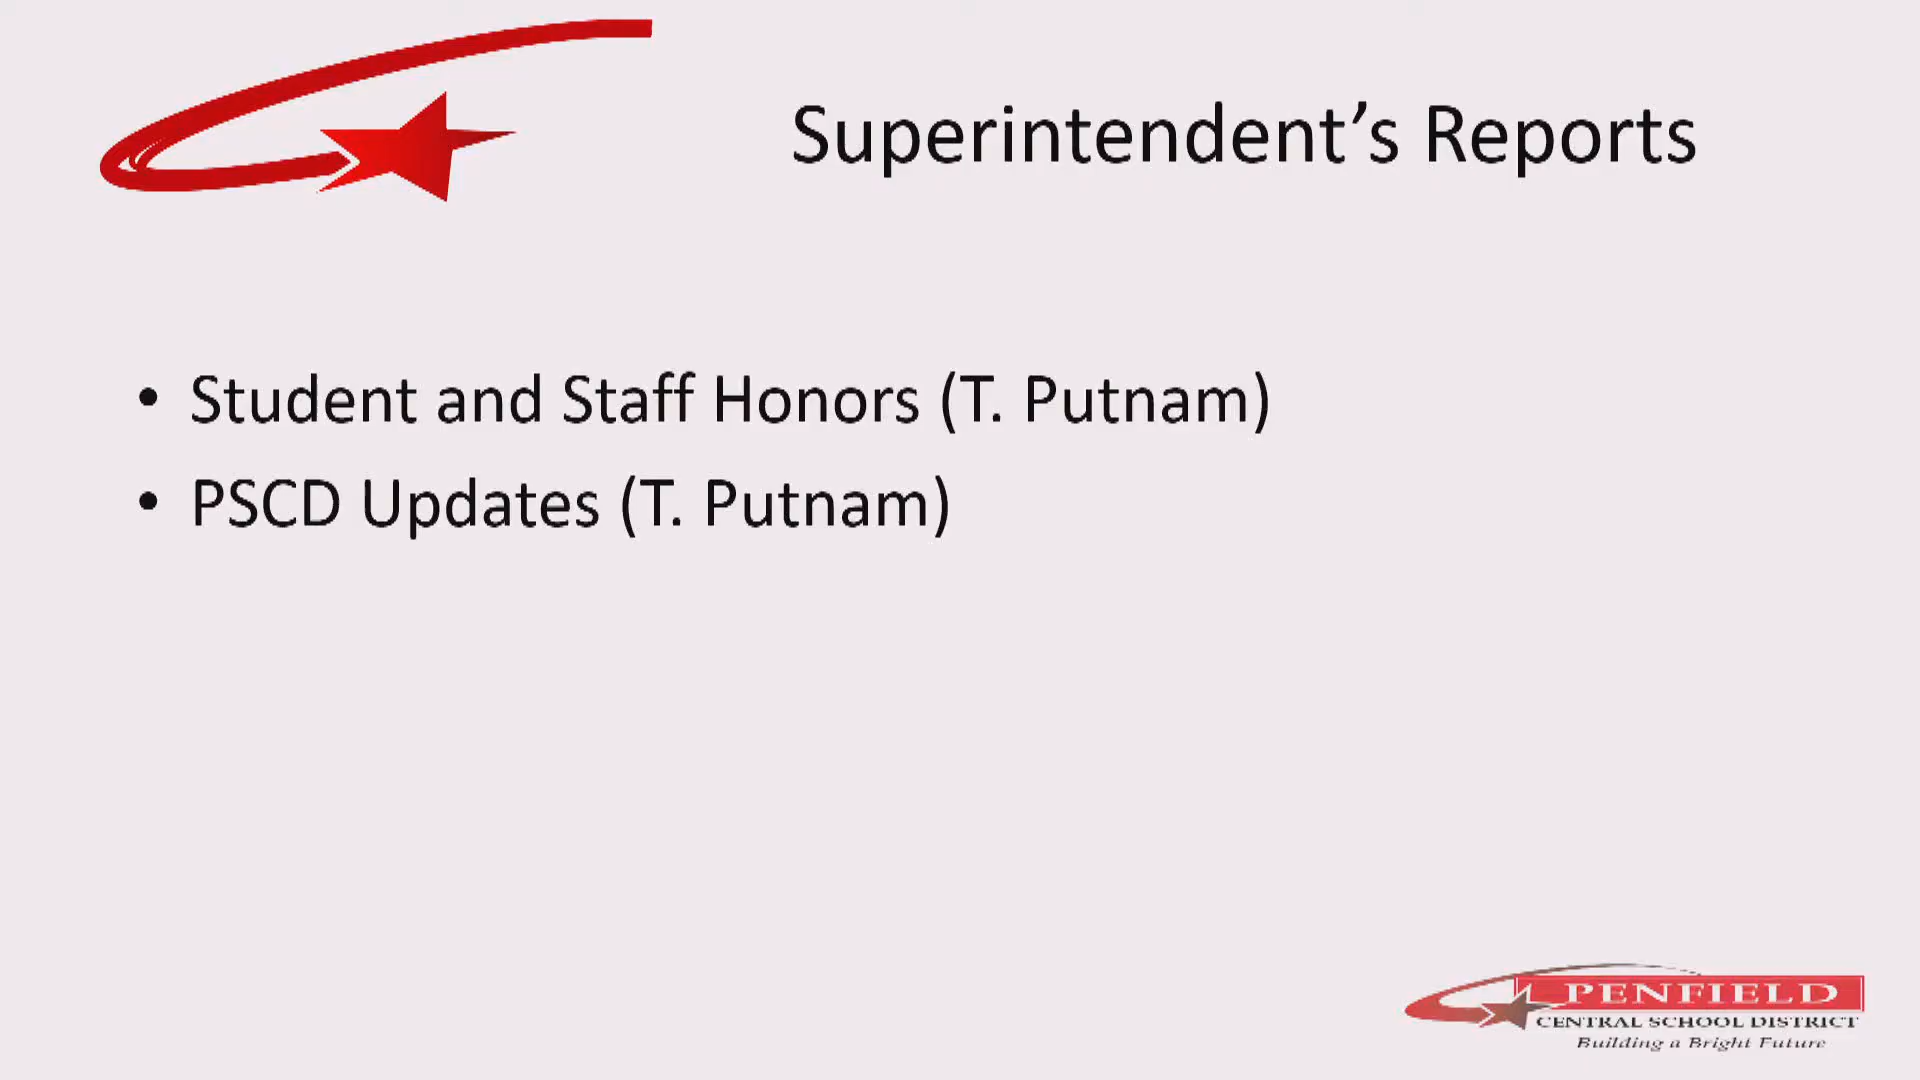 Superintendent’s Reports
• Student and Staff Honors (T. Putnam)
• PSCD Updates (T. Putnam)
PENFIELD
CENTRAL SCHOOL DISTRICT
Building a Bright Future